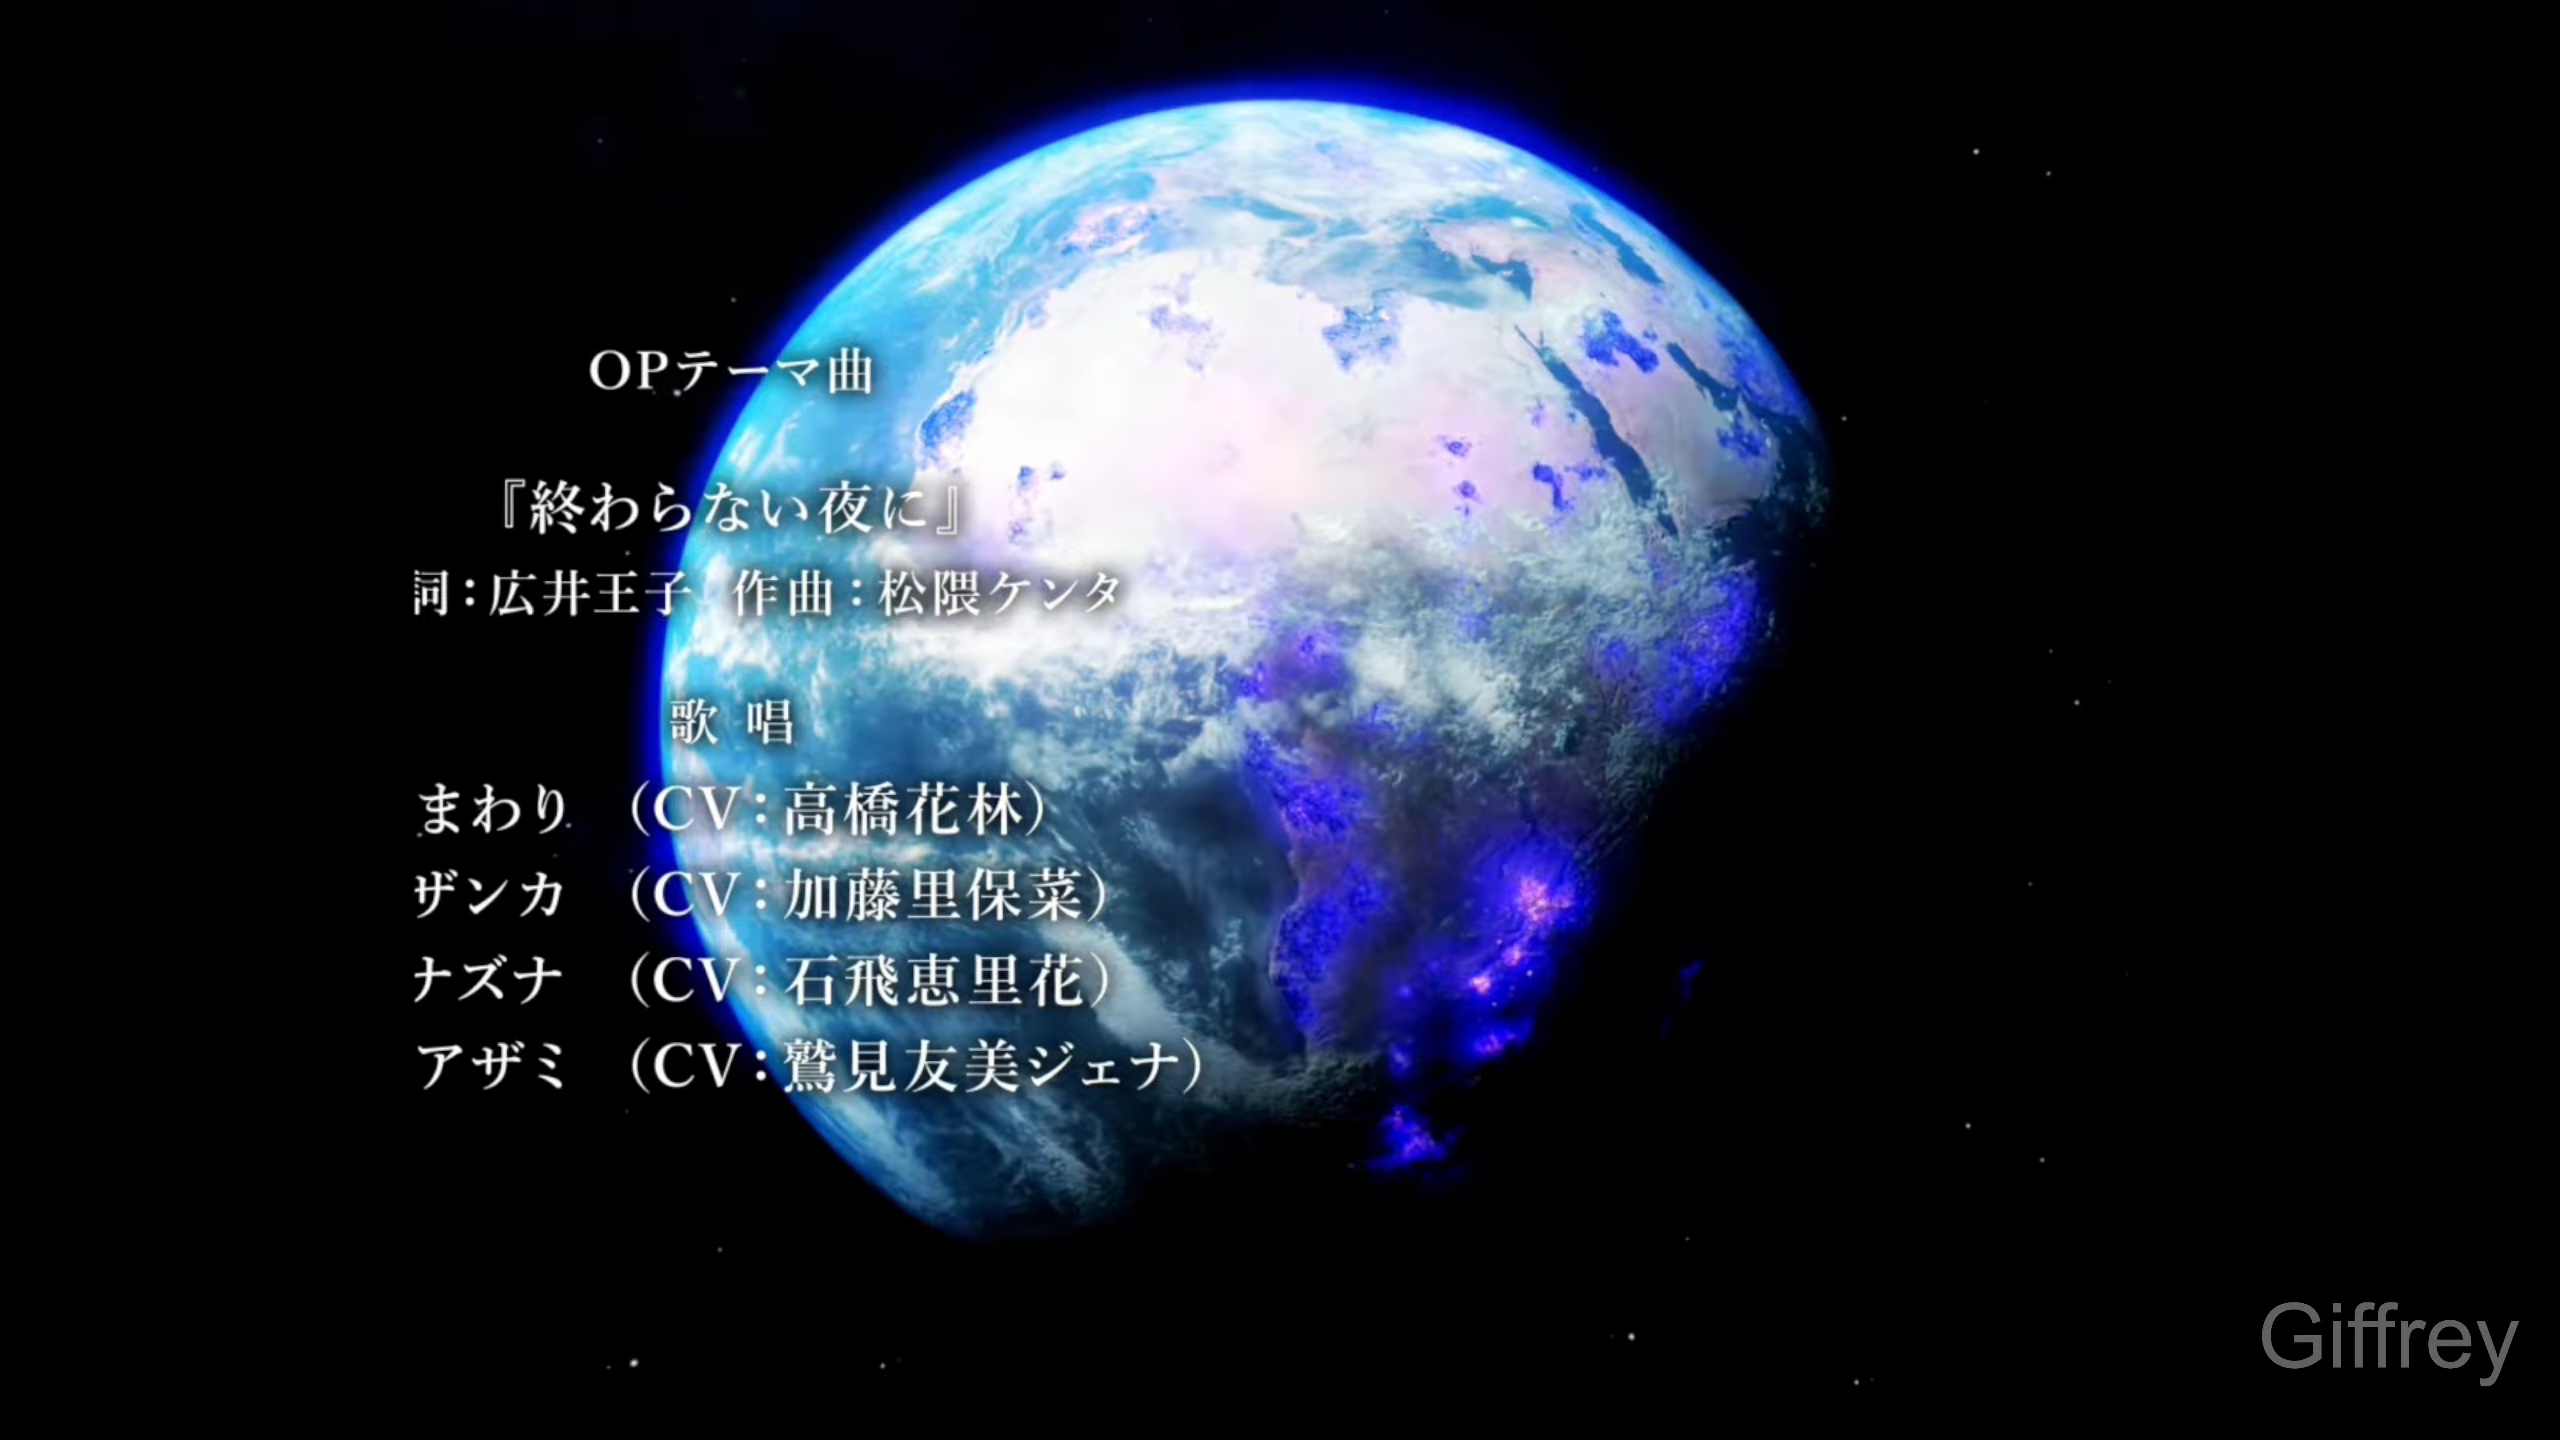 OPテーマ曲
『終わらない夜に』
詞：広井王子 作曲：松隈ケンタ
歌 唱
まわり （CV：高橋花林）
ザンカ （CV：加藤里保菜）
ナズナ （CV：石飛恵里花）
アザミ （CV：鷲見友美ジェナ）
Giffrey